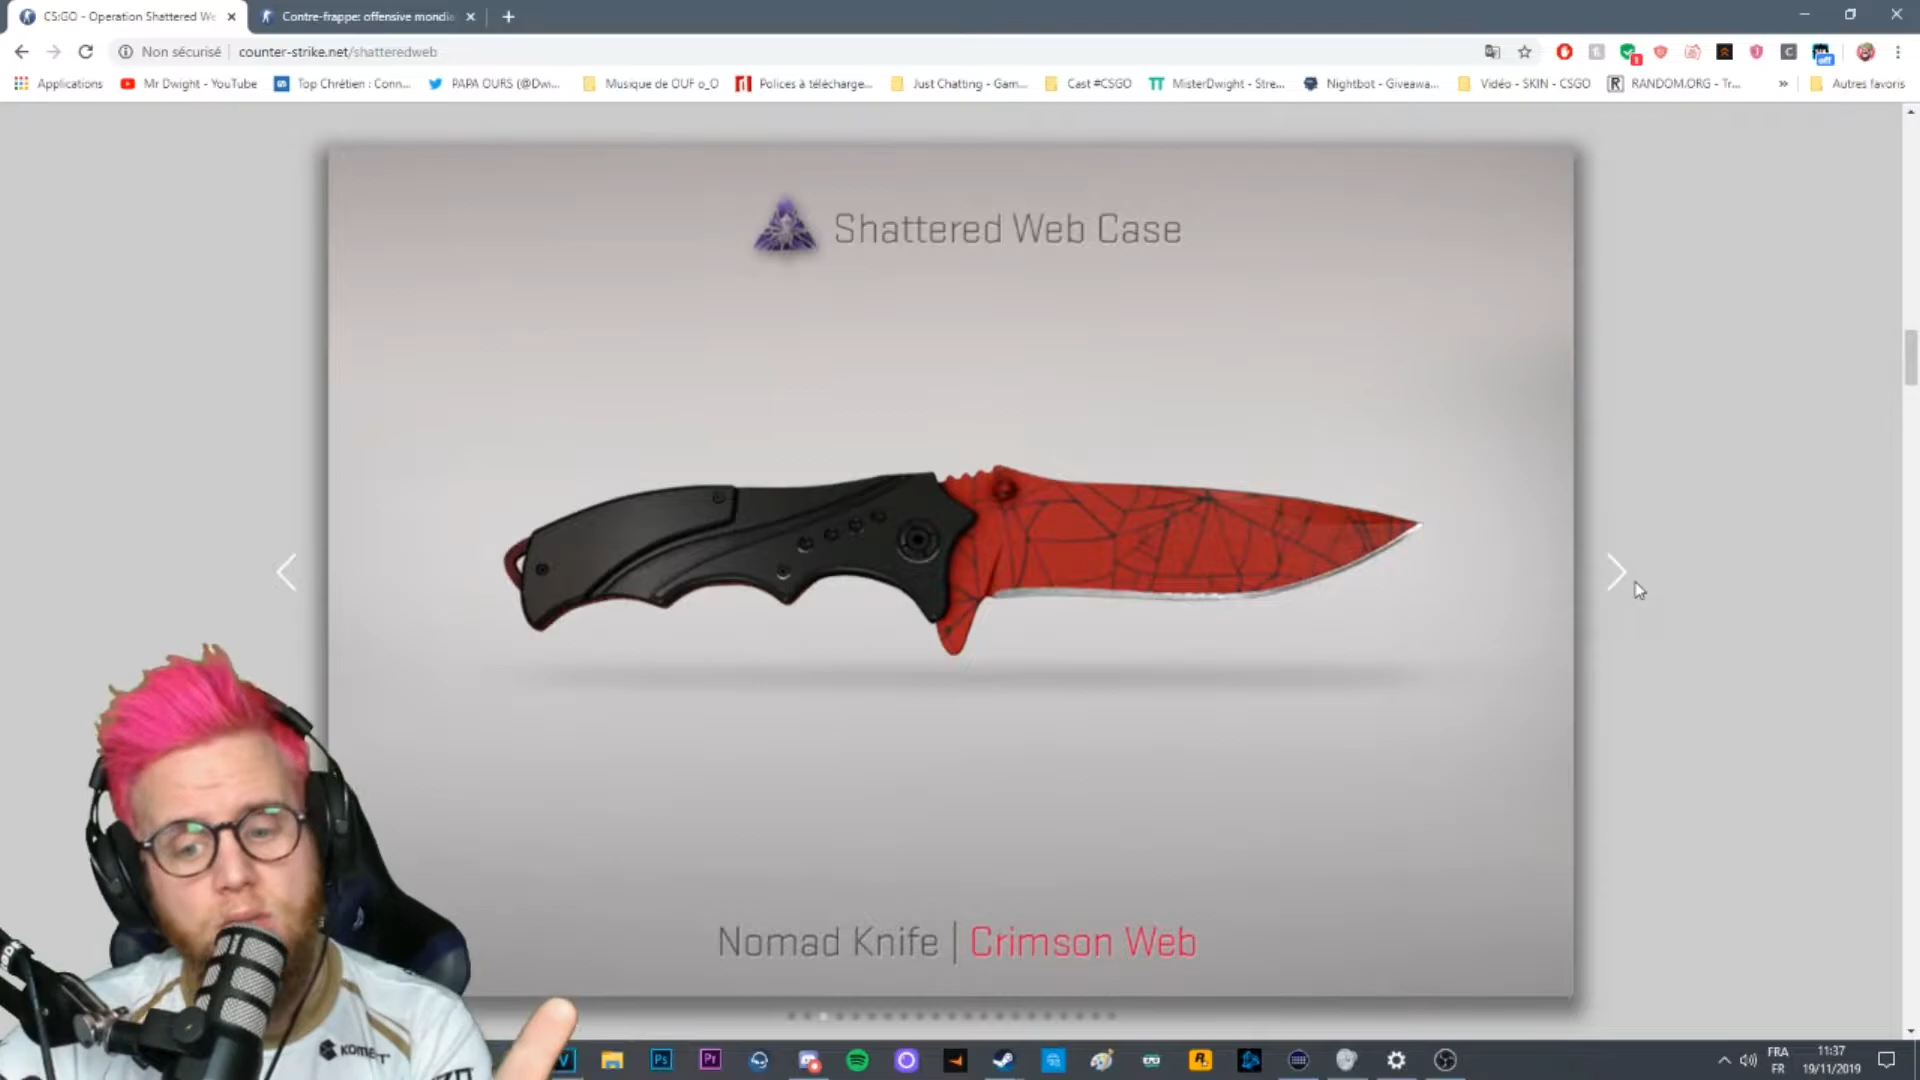 CS:GO - Operation Shattered We
Contre-frappe: offensive mondia
Non sécurisé
counter-strike.net/shatteredweb
Applications
Mr Dwight - YouTube
Top Chrétien : Conn...
PAPA OURS (@Dwi...
Musique de OUF o_O
Polices à télécharge...
Just Chatting - Gam...
Cast #CSGO
MisterDwight - Stre...
Nightbot - Giveawa...
Vidéo - SKIN - CSGO
RANDOM.ORG - Tr...
Autres favoris
Shattered Web Case
Nomad Knife | Crimson Web
off
Ps
Pr
FRA
FR
11:37
19/11/2019